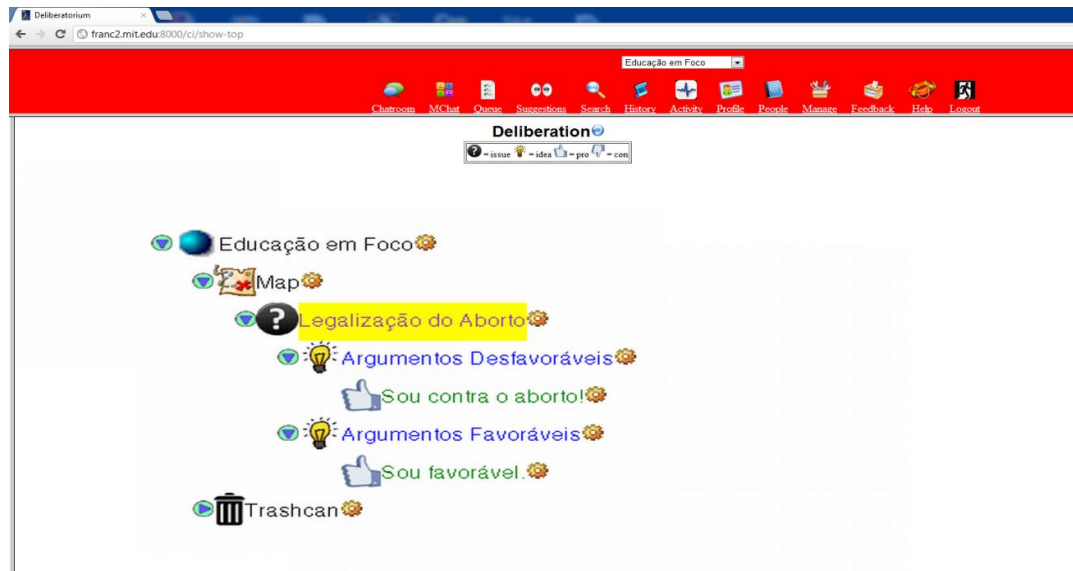 Deliberatorium
franc2.mit.edu:8000/ci/show-top
Educação em Foco
Chatroom MChat Queue Suggestions Search History Activity Profile People Manage Feedback Help Logout
Deliberation
= issue = idea = pro = con
Educação em Foco
Map
? Legalização do Aborto
Argumentos Desfavoráveis
Sou contra o aborto!
Argumentos Favoráveis
Sou favorável.
Trashcan